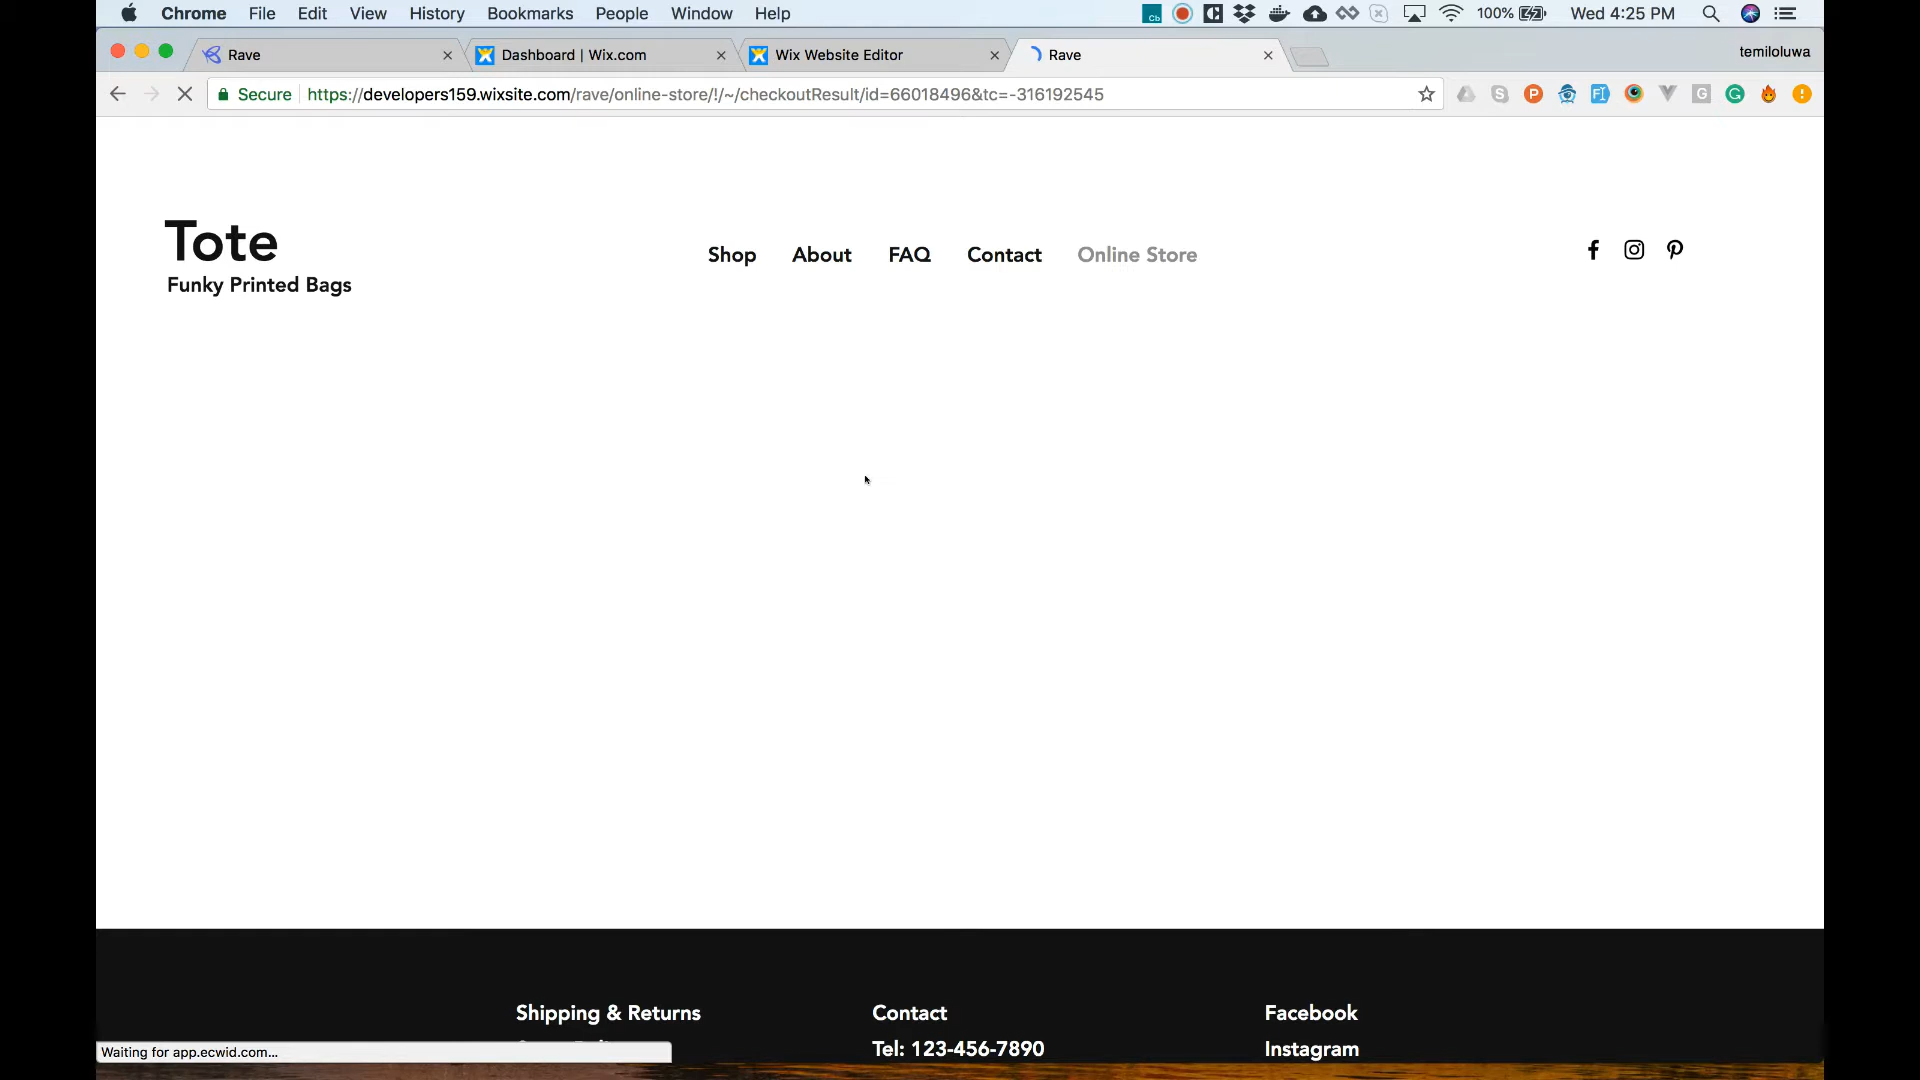 Chrome File Edit View History Bookmarks People Window Help
Cb
100%
Wed 4:25 PM
Rave
Dashboard | Wix.com
Wix Website Editor
Rave
temiloluwa
Secure https://developers159.wixsite.com/rave/online-store/!/~/checkoutResult/id=66018496&tc=-316192545
Tote
Funky Printed Bags
Shop About FAQ Contact Online Store
Shipping & Returns Contact Facebook
Tel: 123-456-7890 Instagram
Waiting for app.ecwid.com...